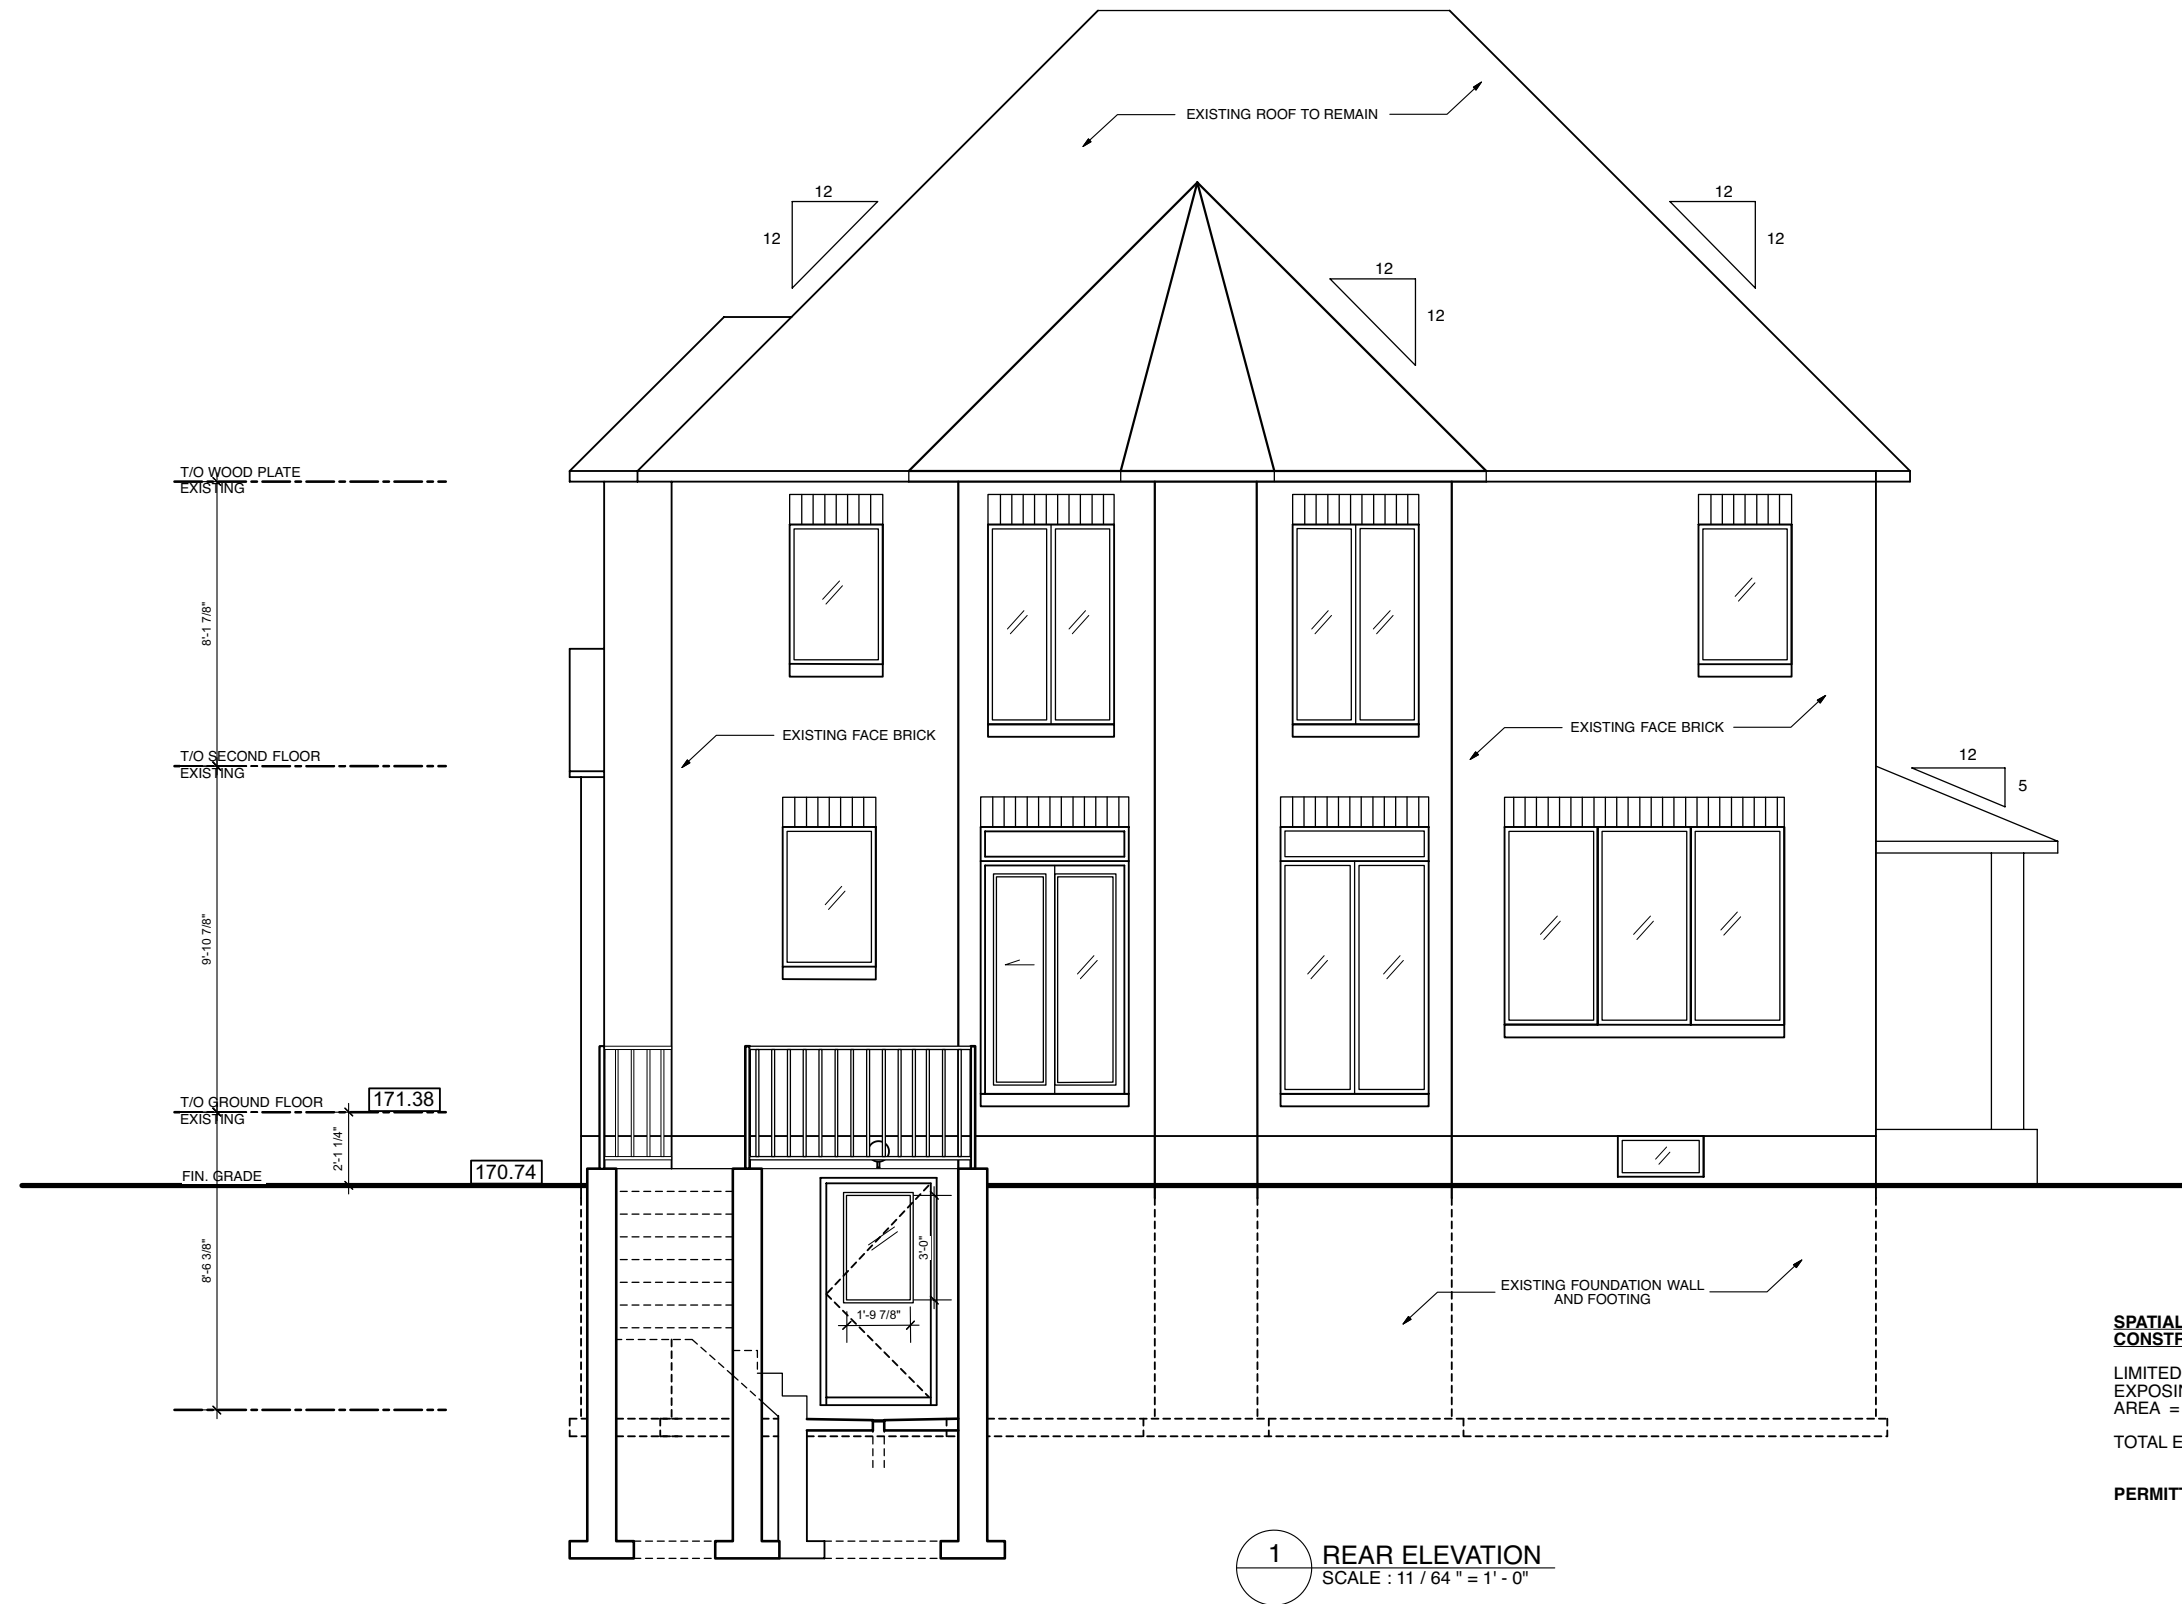 EXISTING ROOF TO REMAIN
12
12
12
12
12
12
T/O WOOD PLATE
EXISTING
8'-1 7/8"
EXISTING FACE BRICK
EXISTING FACE BRICK
T/O SECOND FLOOR
EXISTING
12
5
9'-10 7/8"
T/O GROUND FLOOR
EXISTING
171.38
2'-1 1/4"
FIN. GRADE
170.74
8'-6 3/8"
3'-0"
1'-9 7/8"
EXISTING FOUNDATION WALL
AND FOOTING
SPATIAL
CONSTR
LIMITED
EXPOSI
AREA =
TOTAL E
PERMIT
1
REAR ELEVATION
SCALE : 11 / 64 " = 1' - 0"